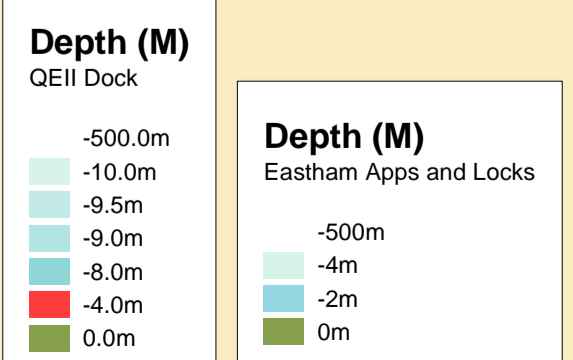 Depth (M)
QEII Dock
-500.0m
-10.0m
-9.5m
-9.0m
-8.0m
-4.0m
0.0m
Depth (M)
Eastham Apps and Locks
-500m
-4m
-2m
0m